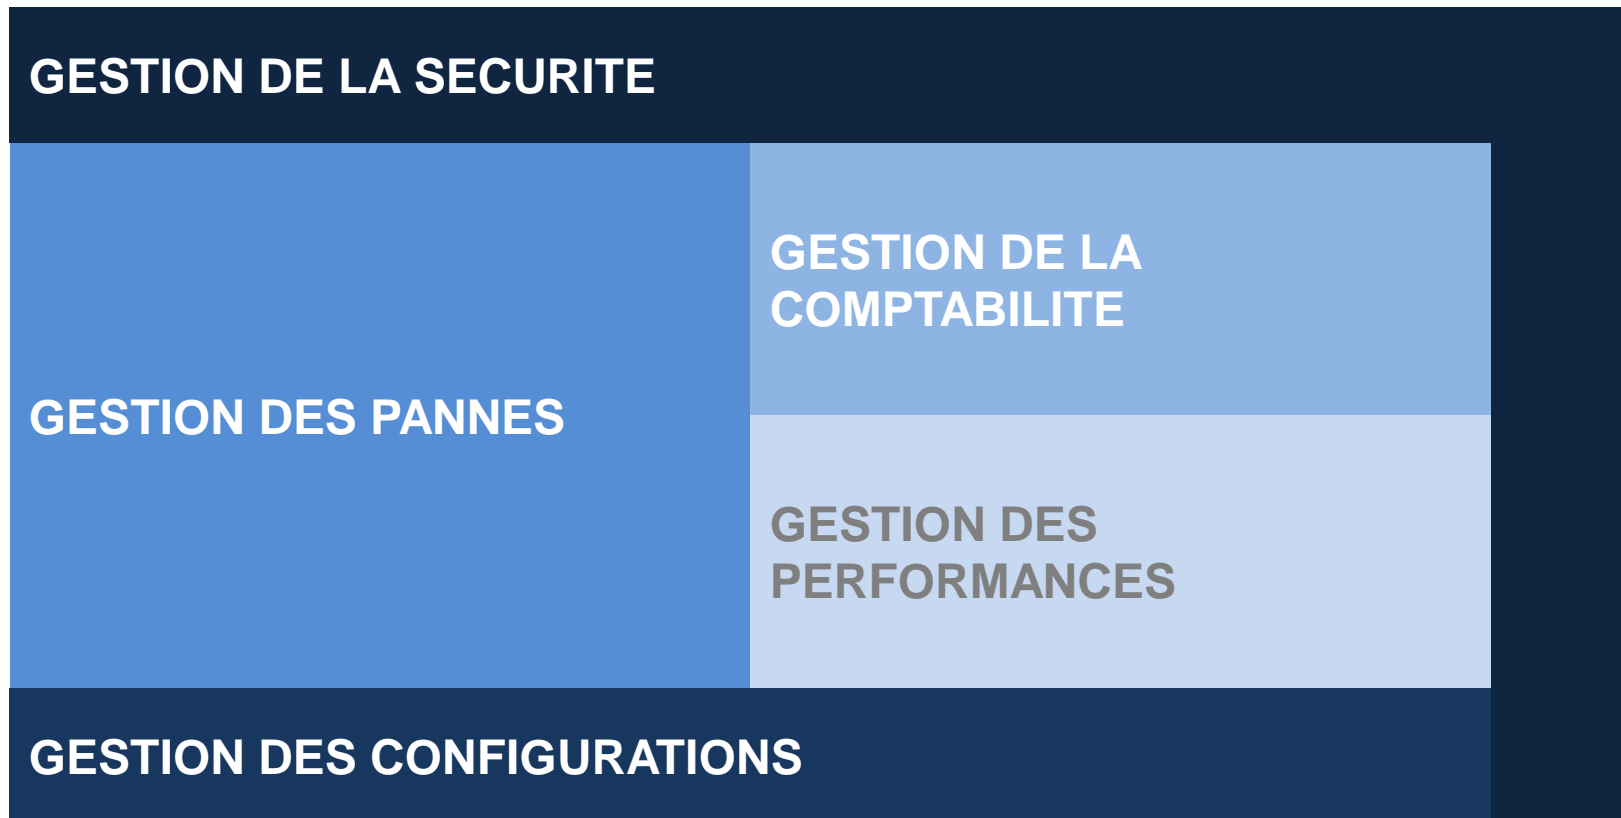 GESTION DE LA SECURITE
GESTION DES PANNES
GESTION DE LA
COMPTABILITE
GESTION DES
PERFORMANCES
GESTION DES CONFIGURATIONS